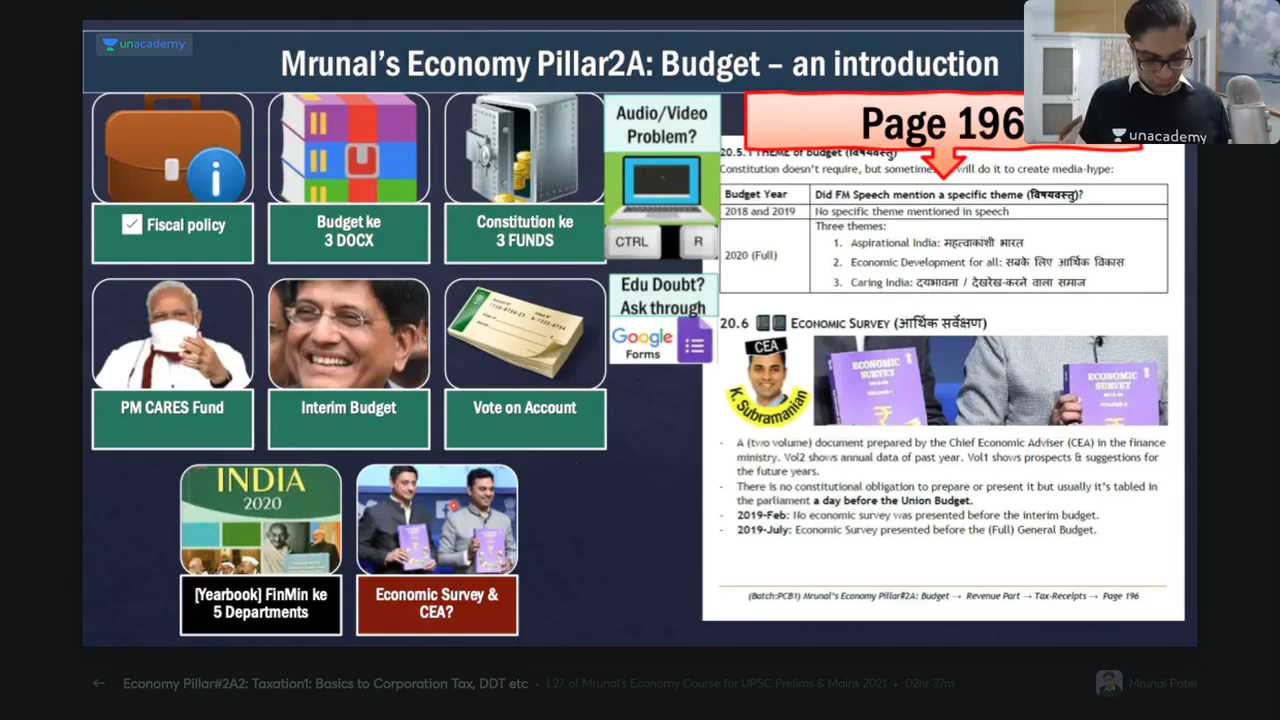 unacademy
Mrunal's Economy Pillar2A: Budget – an introduction
unacademy
Fiscal policy
Budget ke
3 DOCX
Constitution ke
3 FUNDS
PM CARES Fund
Interim Budget
Vote on Account
INDIA
2020
[Yearbook] FinMin ke
5 Departments
Economic Survey &
CEA?
Audio/Video
Problem?
CTRL
R
Edu Doubt?
Ask through
Google
Forms
Page 196
20.5.1 THEME of budget (विषयवस्तु)
Constitution doesn't require, but sometimes will do it to create media-hype:
Budget Year Did FM Speech mention a specific theme (विषयवस्तु)?
2018 and 2019 No specific theme mentioned in speech
2020 (Full) Three themes:
1. Aspirational India: महत्वाकांशी भारत
2. Economic Development for all: सबके लिए आर्थिक विकास
3. Caring India: दयभावना / देखरेख-करने वाला समाज
20.6 ECONOMIC SURVEY (आर्थिक सर्वेक्षण)
CEA
K. Subramanian
ECONOMIC
SURVEY
ECONOMIC
SURVEY
- A (two volume) document prepared by the Chief Economic Adviser (CEA) in the finance
ministry. Vol2 shows annual data of past year. Vol1 shows prospects & suggestions for
the future years.
- There is no constitutional obligation to prepare or present it but usually it's tabled in
the parliament a day before the Union Budget.
- 2019-Feb: No economic survey was presented before the interim budget.
- 2019-July: Economic Survey presented before the (Full) General Budget.
(Batch:PCB1) Mrunal's Economy Pillar#2A: Budget → Revenue Part → Tax-Receipts → Page 196
← Economy Pillar#2A2: Taxation1: Basics to Corporation Tax, DDT etc • L27 of Mrunal's Economy Course for UPSC Prelims & Mains 2021 • 02hr 37m
Mrunal Patel